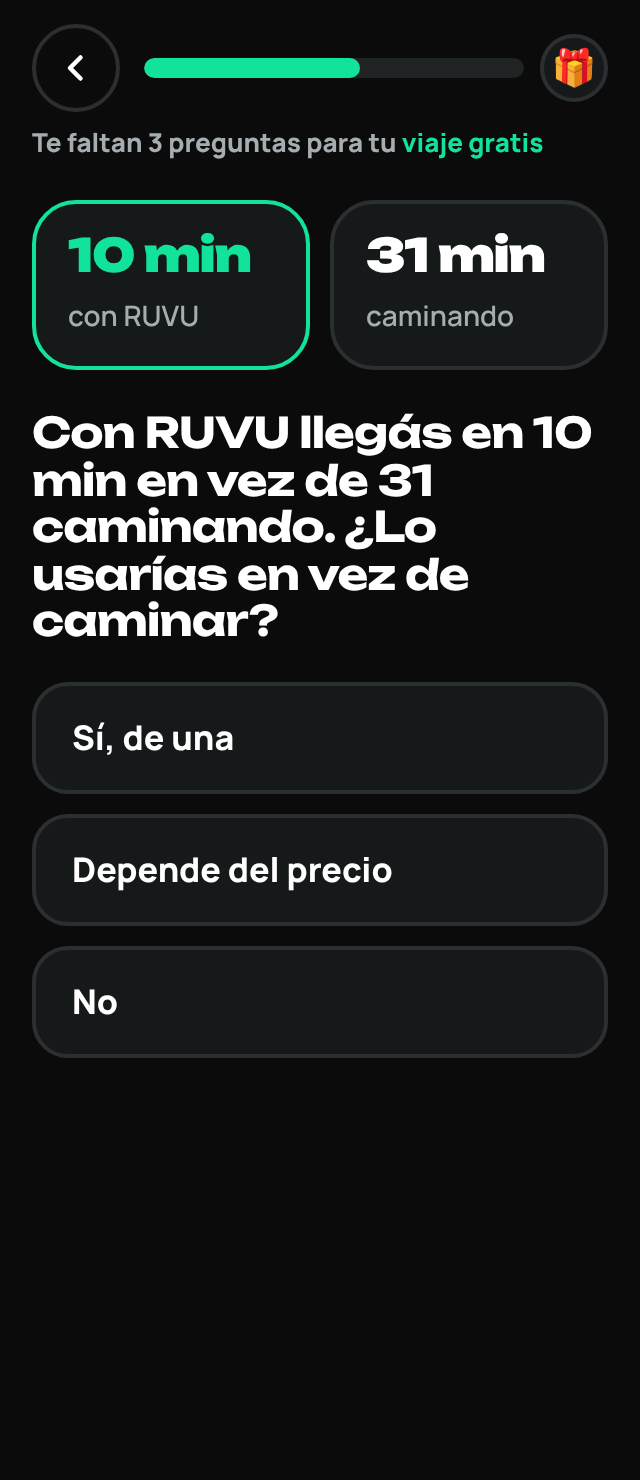 Te faltan 3 preguntas para tu viaje gratis
10 min
con RUVU
31 min
caminando
Con RUVU llegás en 10
min en vez de 31
caminando. ¿Lo
usarías en vez de
caminar?
Sí, de una
Depende del precio
No